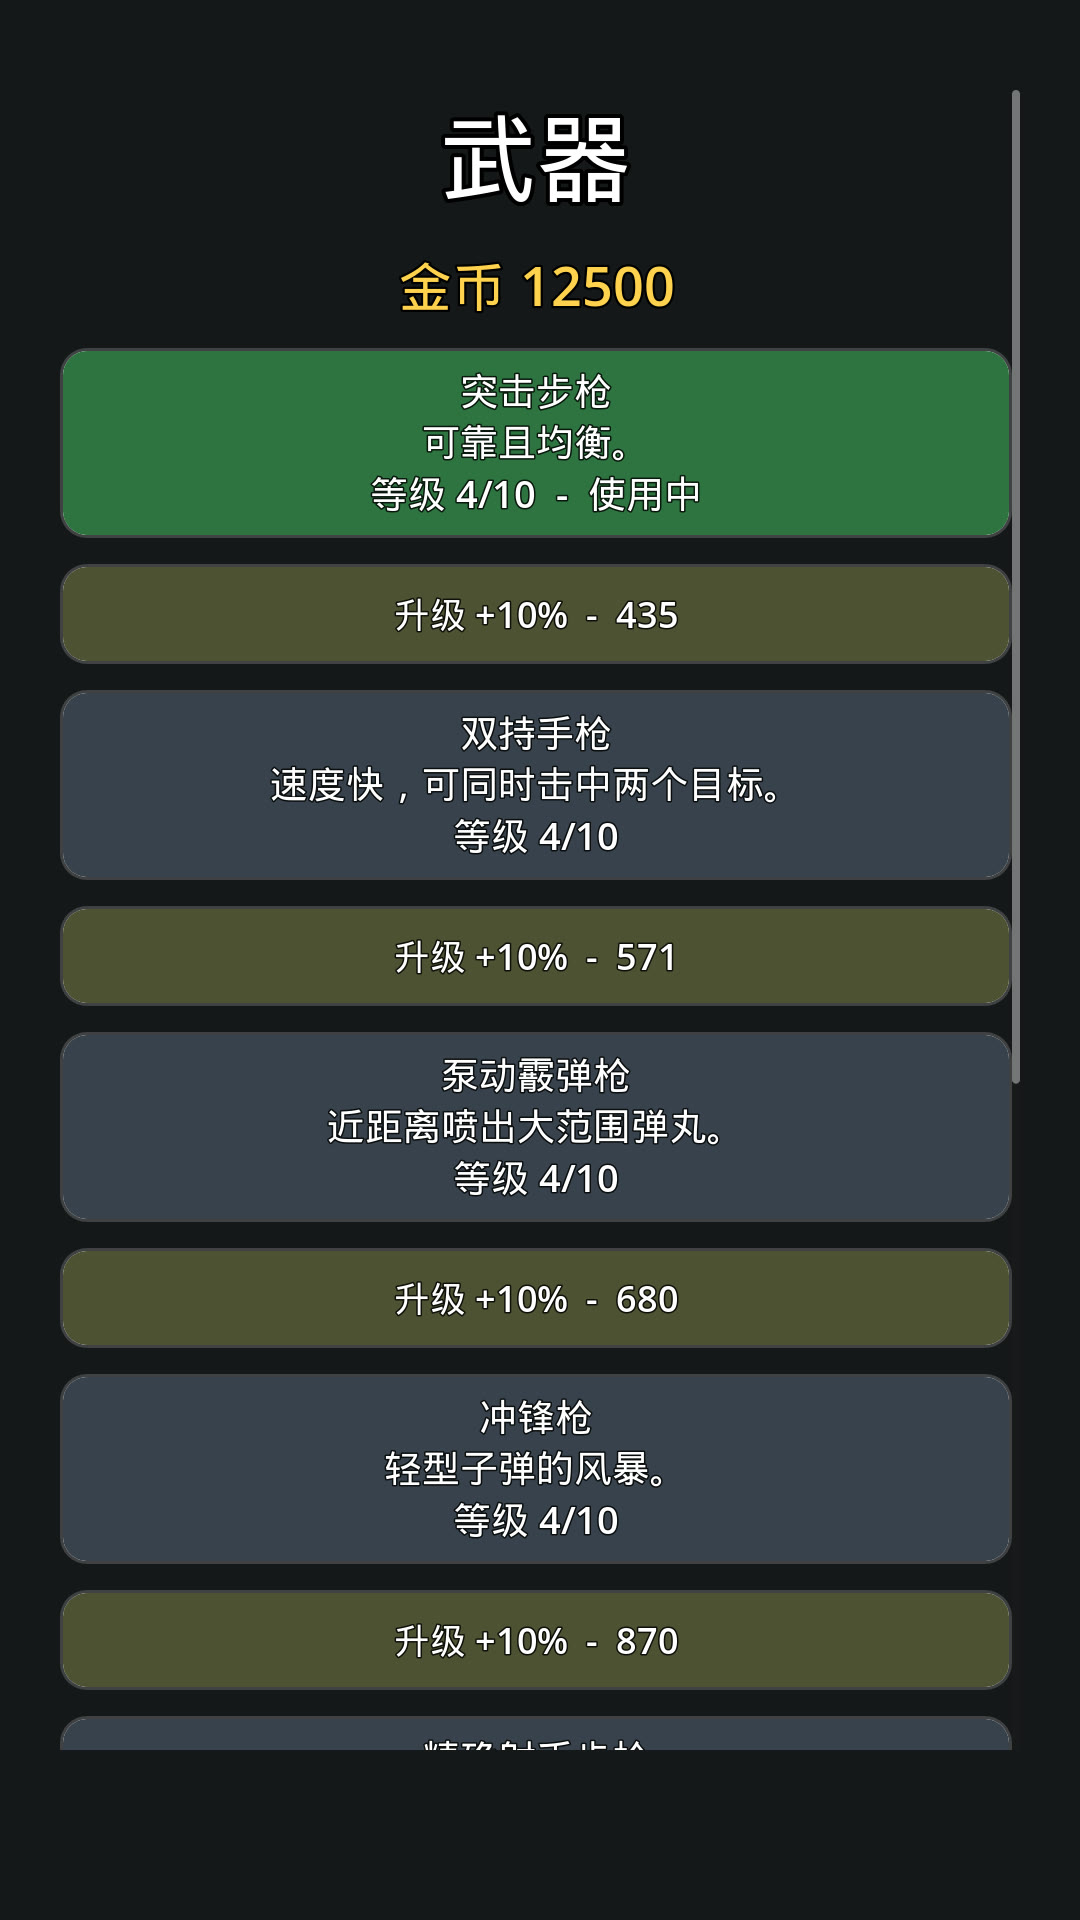 武器
金币 12500
突击步枪
可靠且均衡。
等级 4/10 - 使用中
升级 +10% - 435
双持手枪
速度快，可同时击中两个目标。
等级 4/10
升级 +10% - 571
泵动霰弹枪
近距离喷出大范围弹丸。
等级 4/10
升级 +10% - 680
冲锋枪
轻型子弹的风暴。
等级 4/10
升级 +10% - 870